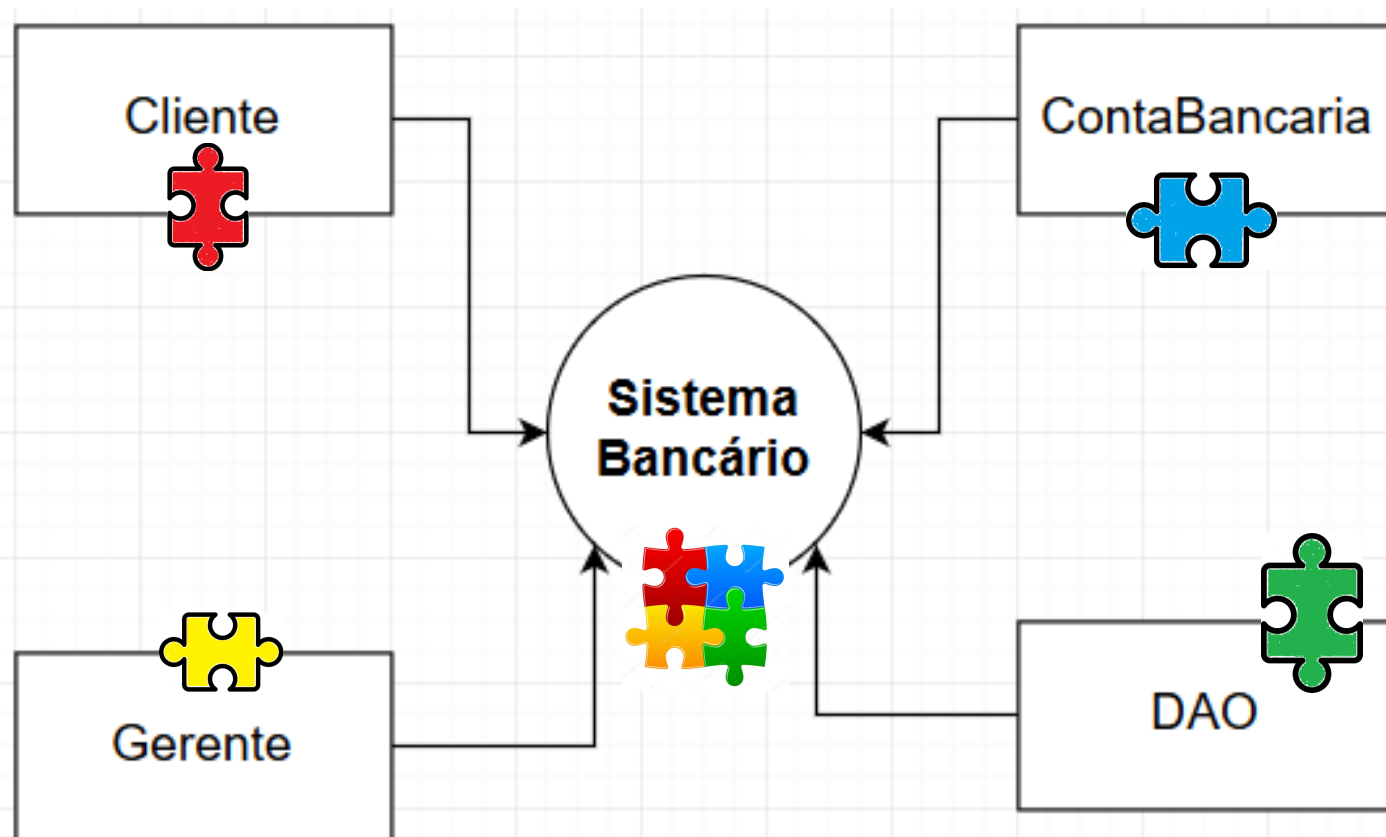 Cliente
ContaBancaria
Sistema
Bancário
Gerente
DAO